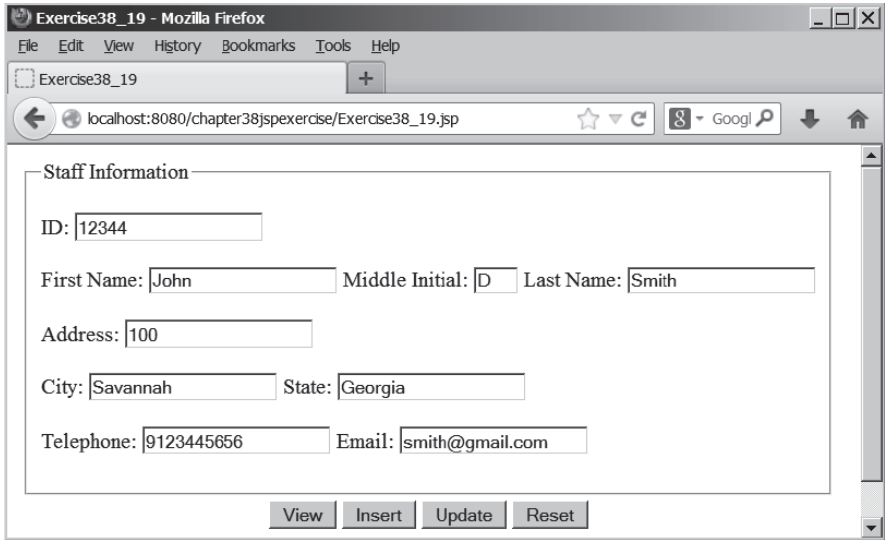 Exercise38_19 - Mozilla Firefox
File Edit View History Bookmarks Tools Help
Exercise38_19 +
localhost:8080/chapter38jspexercise/Exercise38_19.jsp 8 Googl
Staff Information
ID: 12344
First Name: John Middle Initial: D Last Name: Smith
Address: 100
City: Savannah State: Georgia
Telephone: 9123445656 Email: smith@gmail.com
View Insert Update Reset